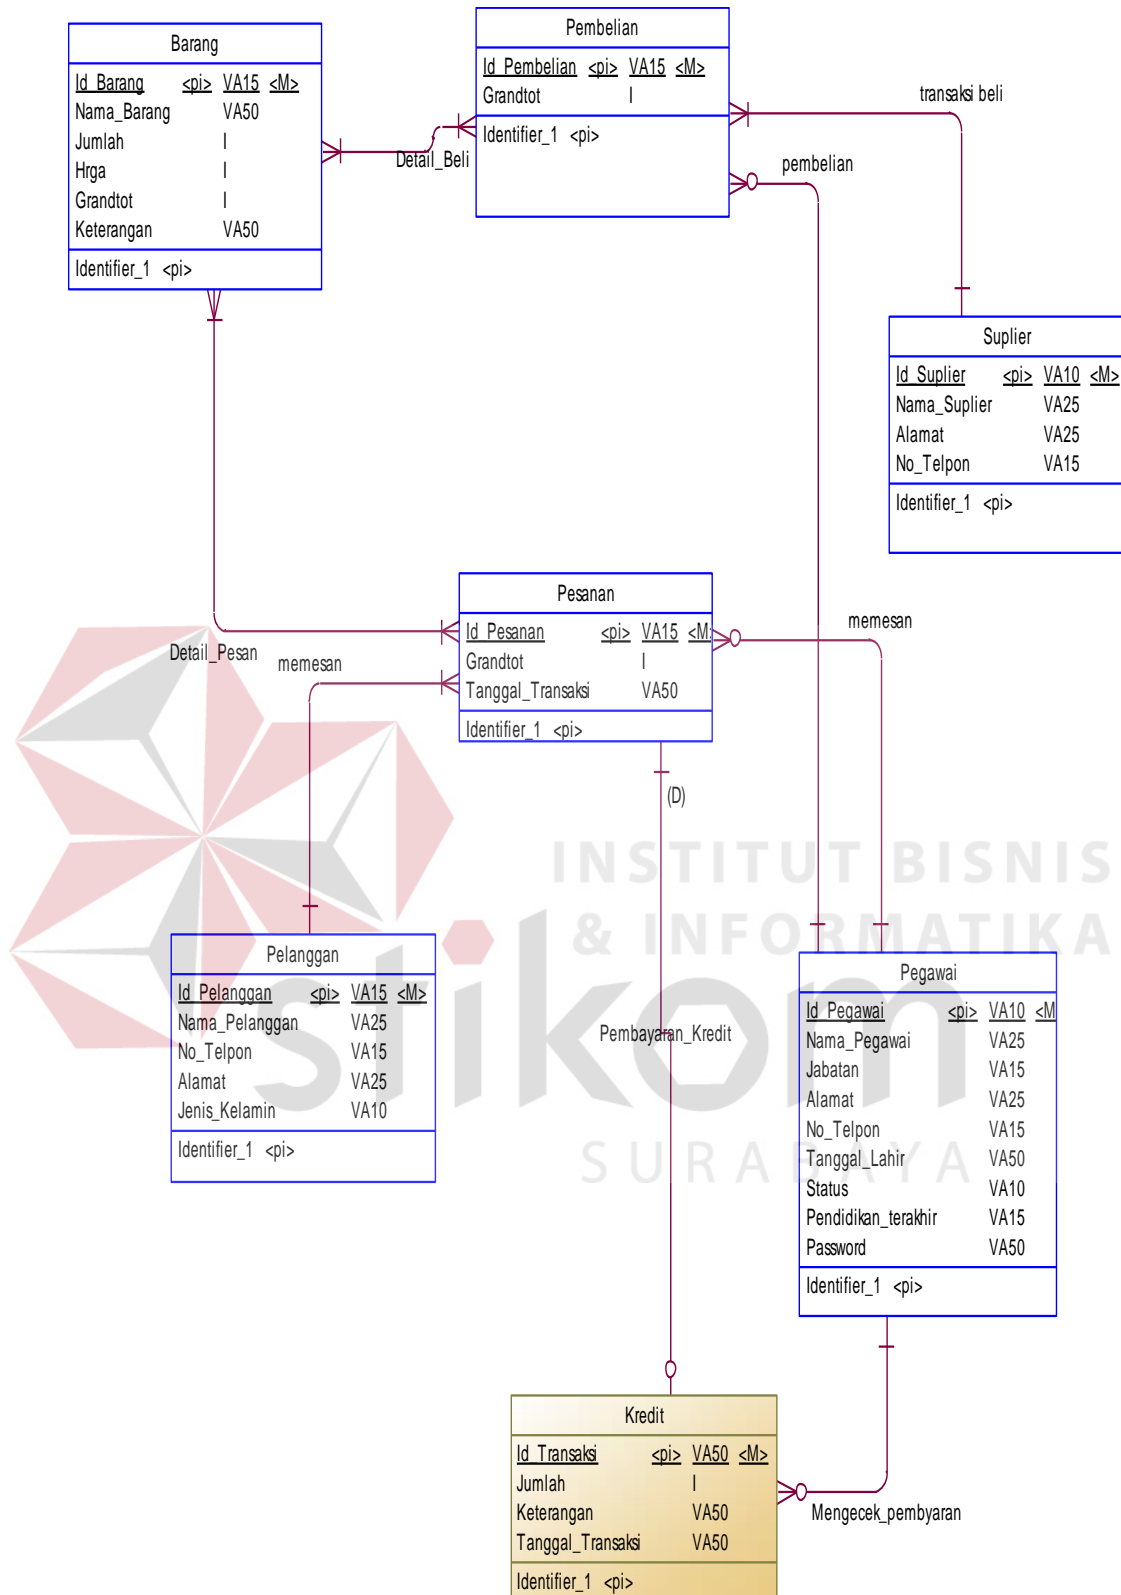 Barang
Id_Barang <pi> VA15 <M>
Nama_Barang VA50
Jumlah I
Hrga I
Grandtot I
Keterangan VA50
Identifier_1 <pi>
Detail_Beli
Pembelian
Id_Pembelian <pi> VA15 <M>
Grandtot I
Identifier_1 <pi>
transaksi beli
pembelian
Suplier
Id_Suplier <pi> VA10 <M>
Nama_Suplier VA25
Alamat VA25
No_Telpon VA15
Identifier_1 <pi>
Detail_Pesan
memesan
Pesanan
Id_Pesanan <pi> VA15 <M>
Grandtot I
Tanggal_Transaksi VA50
Identifier_1 <pi>
memesan
(D)
INSTITUT BISNIS
& INFORMATIKA
stikom
SURABAYA
Pelanggan
Id_Pelanggan <pi> VA15 <M>
Nama_Pelanggan VA25
No_Telpon VA15
Alamat VA25
Jenis_Kelamin VA10
Identifier_1 <pi>
Pembayaran_Kredit
Pegawai
Id_Pegawai <pi> VA10 <M
Nama_Pegawai VA25
Jabatan VA15
Alamat VA25
No_Telpon VA15
Tanggal_Lahir VA50
Status VA10
Pendidikan_terakhir VA15
Password VA50
Identifier_1 <pi>
Kredit
Id_Transaksi <pi> VA50 <M>
Jumlah I
Keterangan VA50
Tanggal_Transaksi VA50
Identifier_1 <pi>
Mengecek_pembyaran